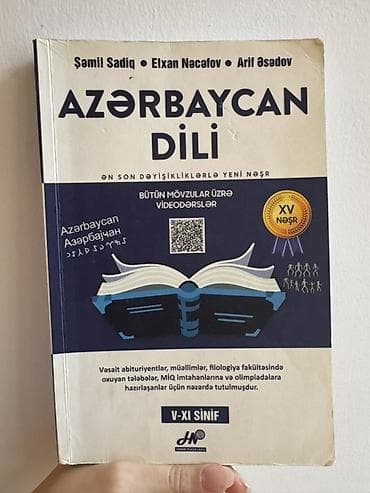 Şəmil Sadiq • Elxan Nəcəfov • Arif Əsədov
AZƏRBAYCAN
DİLİ
ƏN SON DƏYİŞİKLİKLƏRLƏ YENİ NƏŞR
BÜTÜN MÖVZULAR ÜZRƏ
VİDEODƏRSLƏR
Azərbaycan
Азәрбајҹан
XV
NƏŞR
Vəsait abituriyentlər, müəllimlər, filologiya fakültəsində
oxuyan tələbələr, MİQ imtahanlarına və olimpiadalara
hazırlaşanlar üçün nəzərdə tutulmuşdur.
V-XI SİNİF
HN